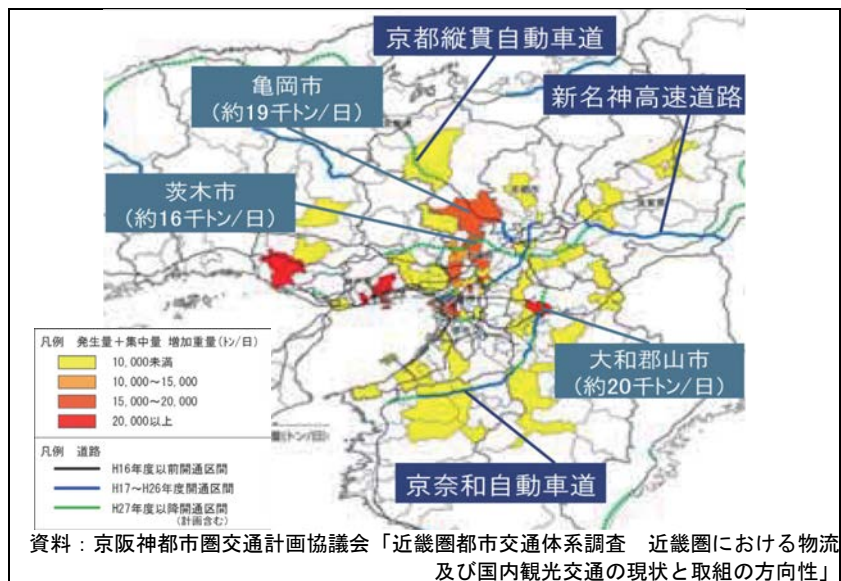 京都縦貫自動車道
亀岡市
(約19千トン/日)
新名神高速道路
茨木市
(約16千トン/日)
凡例 発生量+集中量 増加重量(トン/日)
10,000未満
10,000~15,000
15,000~20,000
20,000以上
大和郡山市
(約20千トン/日)
凡例 道路
H16年度以前開通区間
H17~H26年度開通区間
H27年度以降開通区間
(計画含む)
京奈和自動車道
資料:京阪神都市圏交通計画協議会「近畿圏都市交通体系調査 近畿圏における物流
及び国内観光交通の現状と取組の方向性」